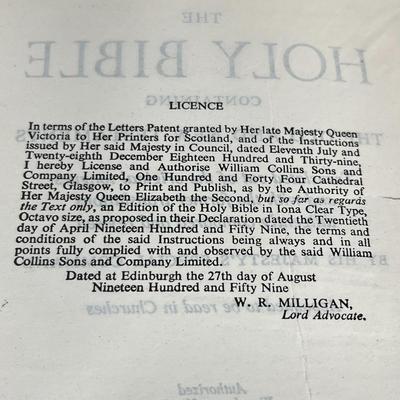 THE
HOLY BIBLE
CONTAINING
LICENCE
In terms of the Letters Patent granted by Her late Majesty Queen
Victoria to Her Printers for Scotland, and of the Instructions
issued by Her said Majesty in Council, dated Eleventh July and
Twenty-eighth December Eighteen Hundred and Thirty-nine,
I hereby License and Authorise William Collins Sons and
Company Limited, One Hundred and Forty Four Cathedral
Street, Glasgow, to Print and Publish, as by the Authority of
Her Majesty Queen Elizabeth the Second, but so far as regards
the Text only, an Edition of the Holy Bible in Iona Clear Type,
Octavo size, as proposed in their Declaration dated the Twentieth
day of April Nineteen Hundred and Fifty Nine, the terms and
conditions of the said Instructions being always and in all
points fully complied with and observed by the said William
Collins Sons and Company Limited.
Dated at Edinburgh the 27th day of August
Nineteen Hundred and Fifty Nine
W. R. MILLIGAN,
Lord Advocate.
to be read in Churches
Authorized